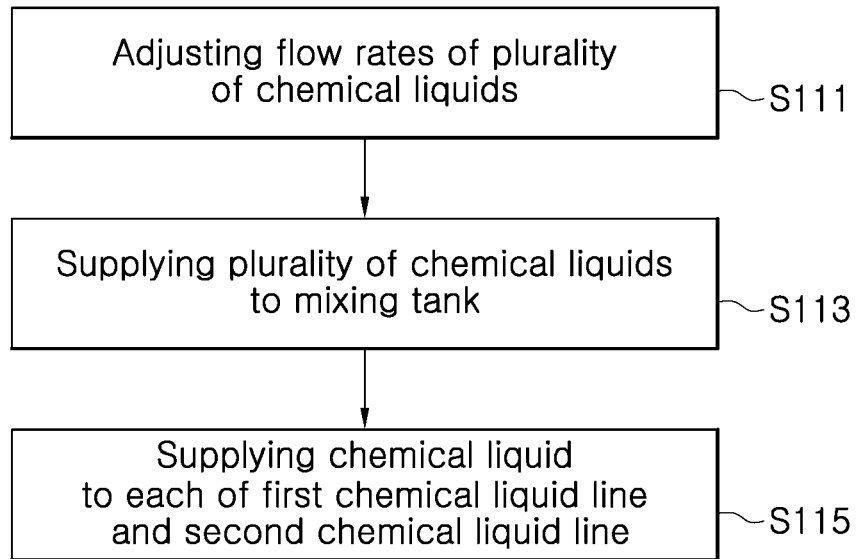 Adjusting flow rates of plurality
of chemical liquids
S111
Supplying plurality of chemical liquids
to mixing tank
S113
Supplying chemical liquid
to each of first chemical liquid line
and second chemical liquid line
S115